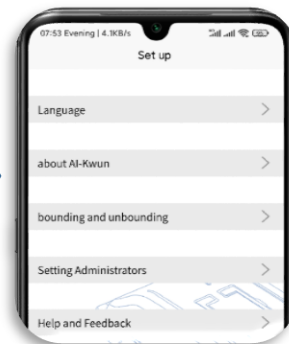 07:53 Evening | 4.1KB/s
Set up
Language
about Al-Kwun
bounding and unbounding
Setting Administrators
Help and Feedback